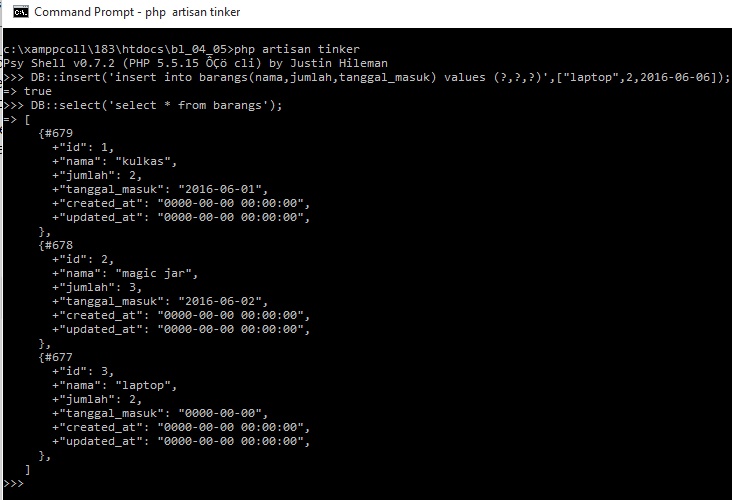 Command Prompt - php  artisan tinker
c:\xamppcoll\183\htdocs\bl_04_05>php artisan tinker
Psy Shell v0.7.2 (PHP 5.5.15 ÔÇö cli) by Justin Hileman
>>> DB::insert('insert into barangs(nama,jumlah,tanggal_masuk) values (?,?,?)',["laptop",2,2016-06-06]);
=> true
>>> DB::select('select * from barangs');
=> [
     {#679
       +"id": 1,
       +"nama": "kulkas",
       +"jumlah": 2,
       +"tanggal_masuk": "2016-06-01",
       +"created_at": "0000-00-00 00:00:00",
       +"updated_at": "0000-00-00 00:00:00",
     },
     {#678
       +"id": 2,
       +"nama": "magic jar",
       +"jumlah": 3,
       +"tanggal_masuk": "2016-06-02",
       +"created_at": "0000-00-00 00:00:00",
       +"updated_at": "0000-00-00 00:00:00",
     },
     {#677
       +"id": 3,
       +"nama": "laptop",
       +"jumlah": 2,
       +"tanggal_masuk": "0000-00-00",
       +"created_at": "0000-00-00 00:00:00",
       +"updated_at": "0000-00-00 00:00:00",
     },
   ]
>>>